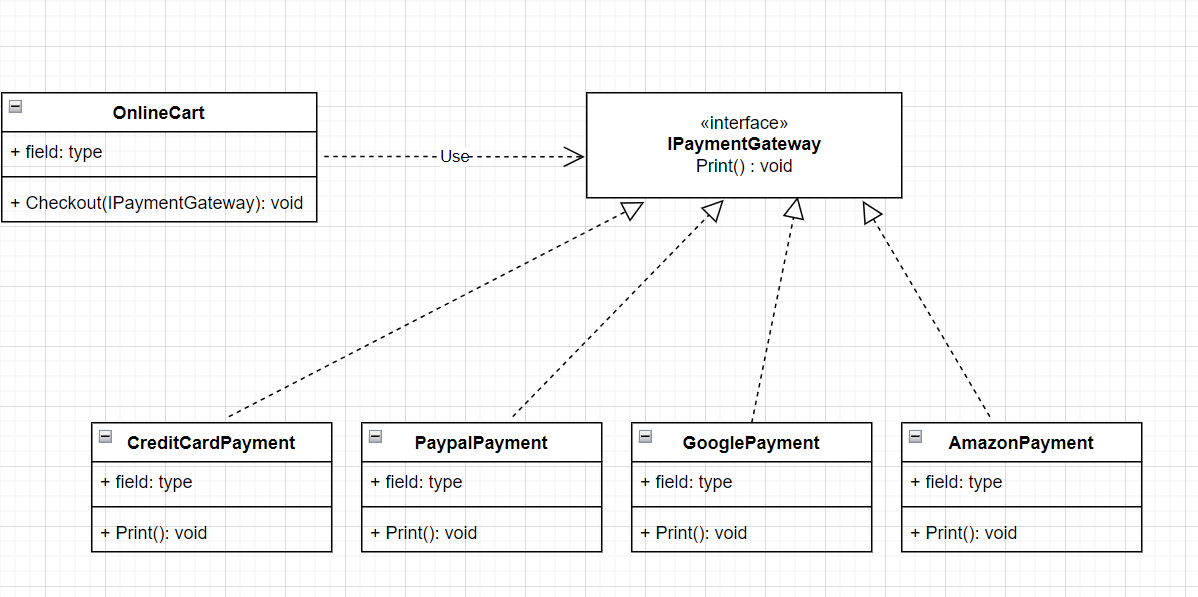 OnlineCart
+ field: type
+ Checkout(IPaymentGateway): void
Use
«interface»
IPaymentGateway
Print() : void
CreditCardPayment
+ field: type
+ Print(): void
PaypalPayment
+ field: type
+ Print(): void
GooglePayment
+ field: type
+ Print(): void
AmazonPayment
+ field: type
+ Print(): void